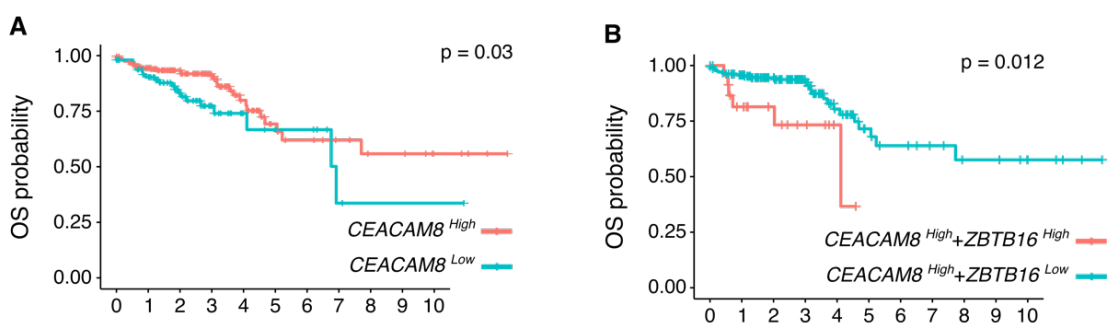 A
p = 0.03
OS probability
1.00
0.75
0.50
0.25
0.00
CEACAM8 High
CEACAM8 Low
0 1 2 3 4 5 6 7 8 9 10
B
p = 0.012
OS probability
1.00
0.75
0.50
0.25
0.00
CEACAM8 High+ZBTB16 High
CEACAM8 High+ZBTB16 Low
0 1 2 3 4 5 6 7 8 9 10